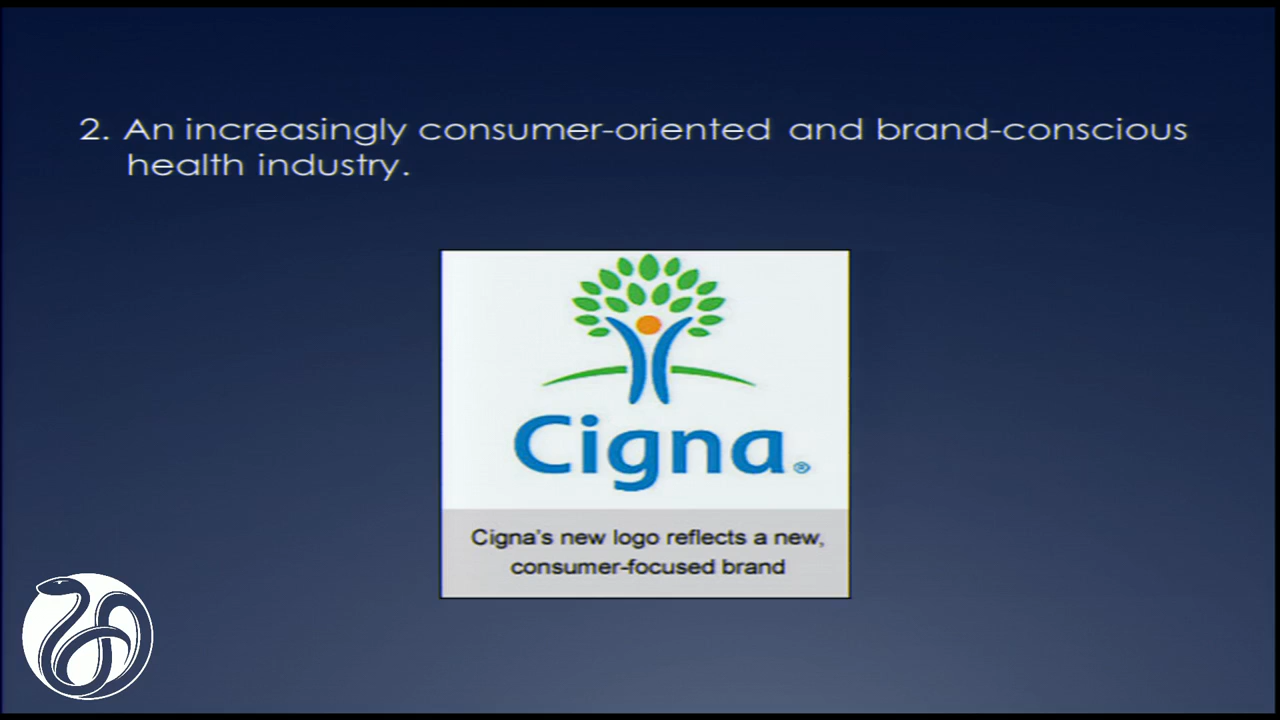 2. An increasingly consumer-oriented and brand-conscious
health industry.
Cigna®
Cigna's new logo reflects a new,
consumer-focused brand